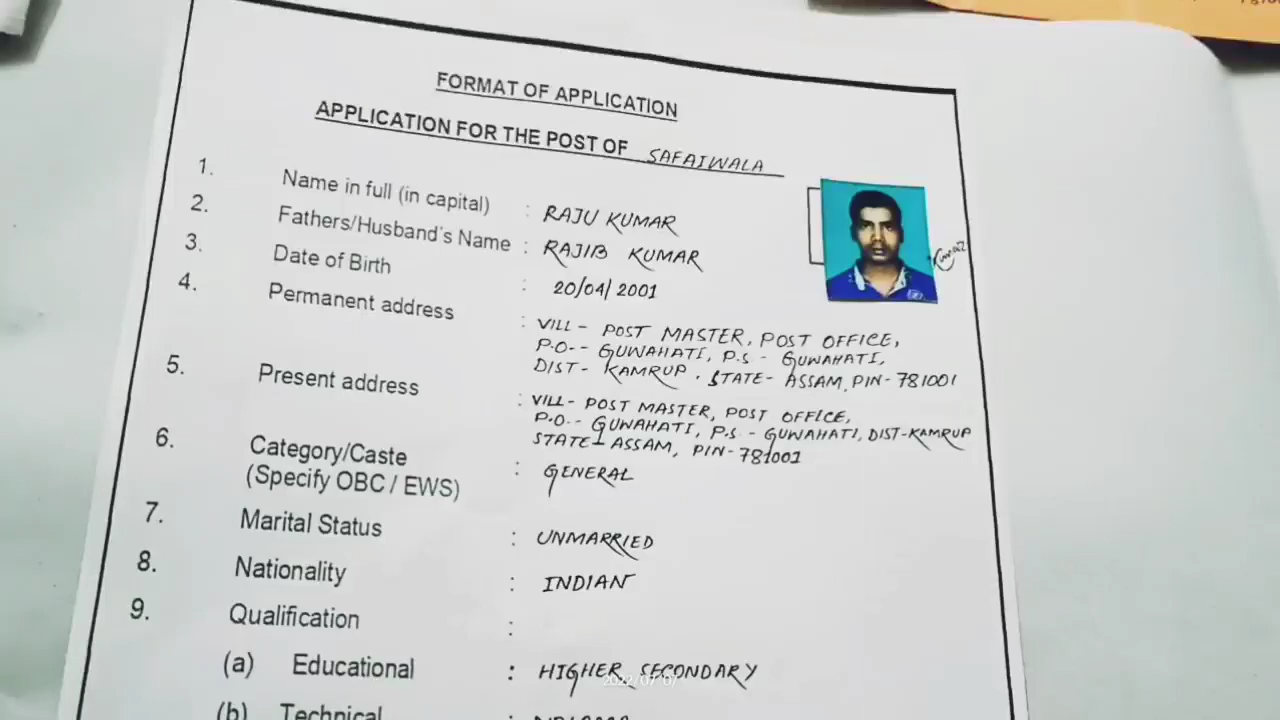 FORMAT OF APPLICATION
APPLICATION FOR THE POST OF SAFAIWALA
1. Name in full (in capital) : RAJU KUMAR
2. Fathers/Husband's Name : RAJIB KUMAR
3. Date of Birth : 20/04/2001
4. Permanent address : VILL- POST MASTER, POST OFFICE,
P.O-- GUWAHATI, P.S - GUWAHATI,
DIST- KAMRUP. STATE- ASSAM, PIN- 781001
5. Present address : VILL- POST MASTER, POST OFFICE,
P.O-- GUWAHATI, P.S - GUWAHATI, DIST-KAMRUP
STATE- ASSAM, PIN-781001
6. Category/Caste : GENERAL
(Specify OBC / EWS)
7. Marital Status : UNMARRIED
8. Nationality : INDIAN
9. Qualification :
(a) Educational : HIGHER SECONDARY
2022/07/07
(b) Technical